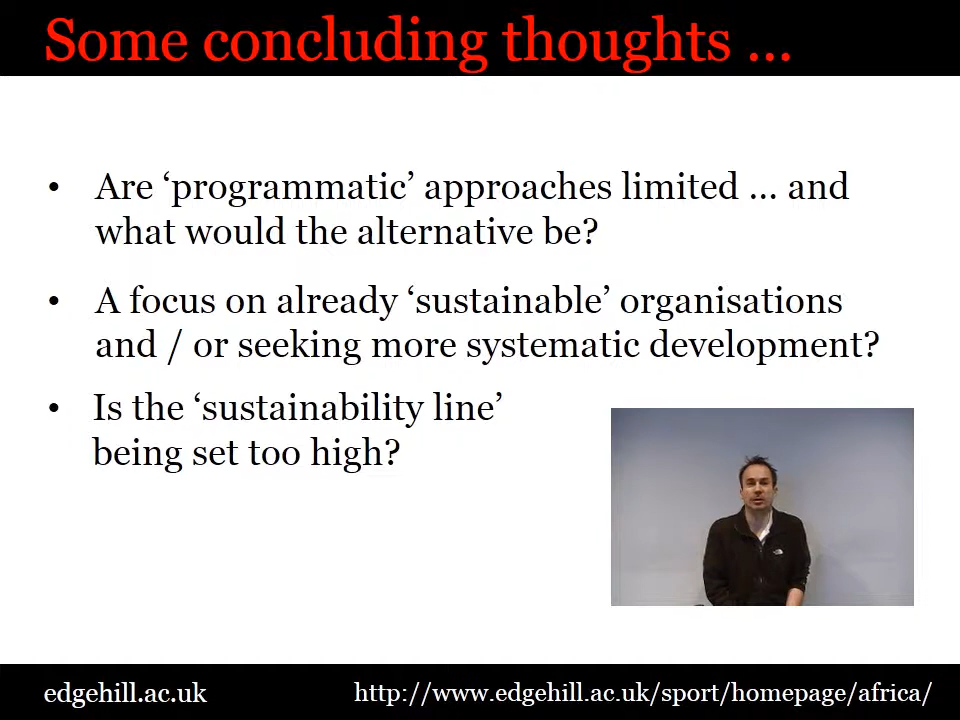 Some concluding thoughts ...
• Are ‘programmatic’ approaches limited ... and
what would the alternative be?
• A focus on already ‘sustainable’ organisations
and / or seeking more systematic development?
• Is the ‘sustainability line’
being set too high?
edgehill.ac.uk
http://www.edgehill.ac.uk/sport/homepage/africa/